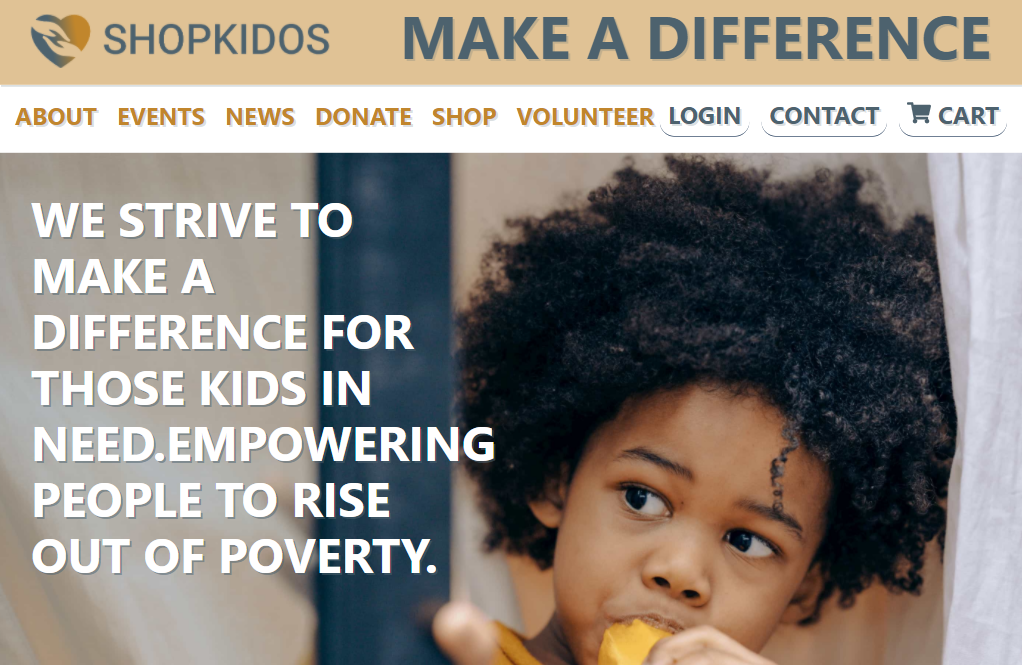 SHOPKIDOS
MAKE A DIFFERENCE
ABOUT EVENTS NEWS DONATE SHOP VOLUNTEER LOGIN CONTACT CART
WE STRIVE TO
MAKE A
DIFFERENCE FOR
THOSE KIDS IN
NEED.EMPOWERING
PEOPLE TO RISE
OUT OF POVERTY.